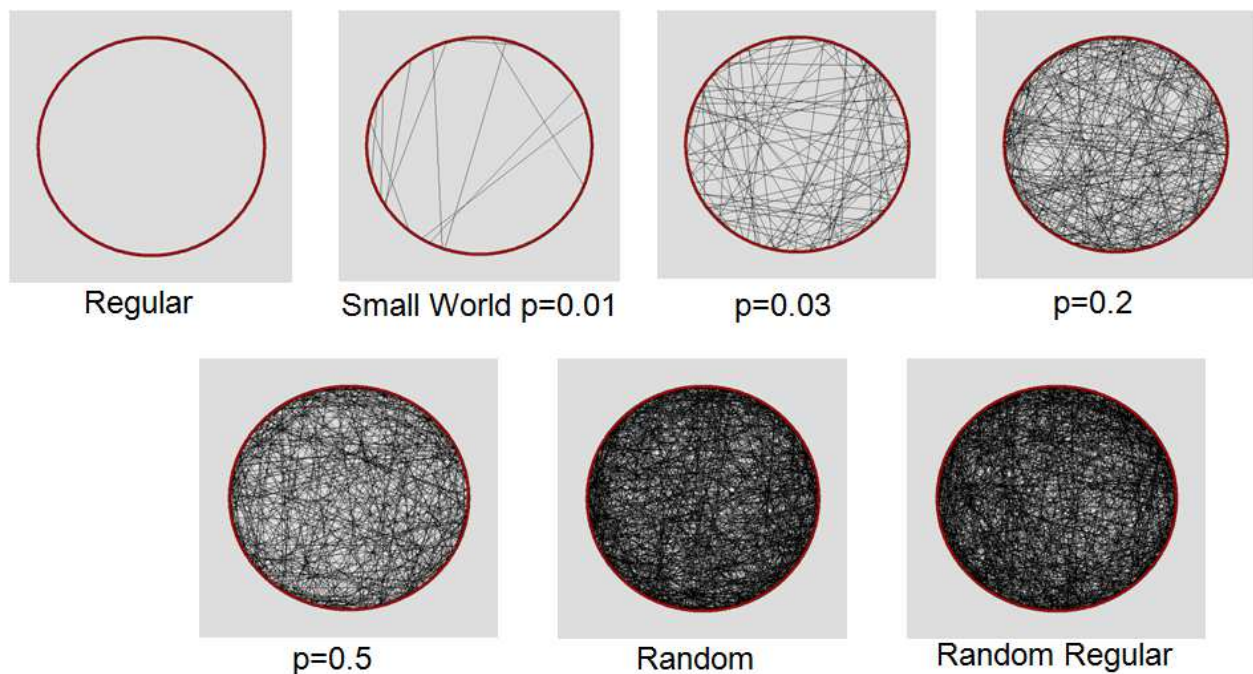 Regular
Small World p=0.01
p=0.03
p=0.2
p=0.5
Random
Random Regular